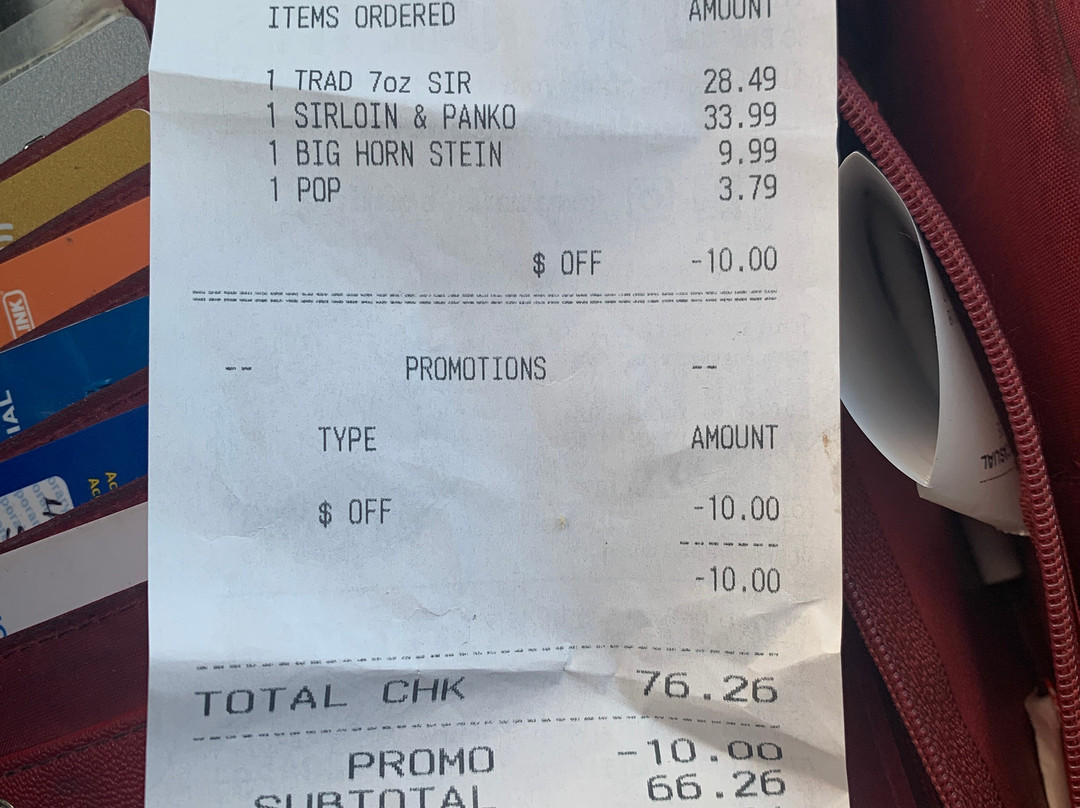 ITEMS ORDERED AMOUNT
1 TRAD 7oz SIR 28.49
1 SIRLOIN & PANKO 33.99
1 BIG HORN STEIN 9.99
1 POP 3.79
$ OFF -10.00
-- PROMOTIONS --
TYPE AMOUNT
$ OFF -10.00
-10.00
TOTAL CHK 76.26
PROMO -10.00
SUBTOTAL 66.26